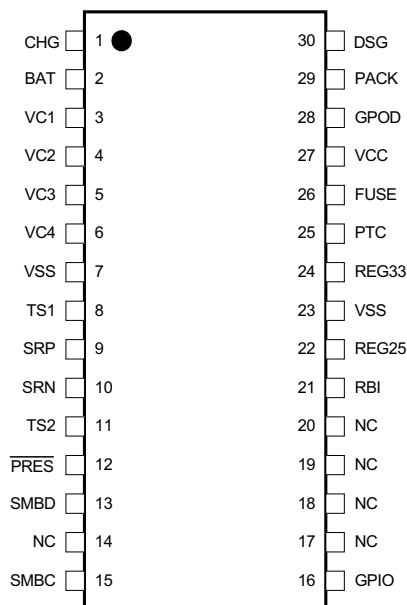 CHG 1 30 DSG
BAT 2 29 PACK
VC1 3 28 GPOD
VC2 4 27 VCC
VC3 5 26 FUSE
VC4 6 25 PTC
VSS 7 24 REG33
TS1 8 23 VSS
SRP 9 22 REG25
SRN 10 21 RBI
TS2 11 20 NC
PRES 12 19 NC
SMBD 13 18 NC
NC 14 17 NC
SMBC 15 16 GPIO